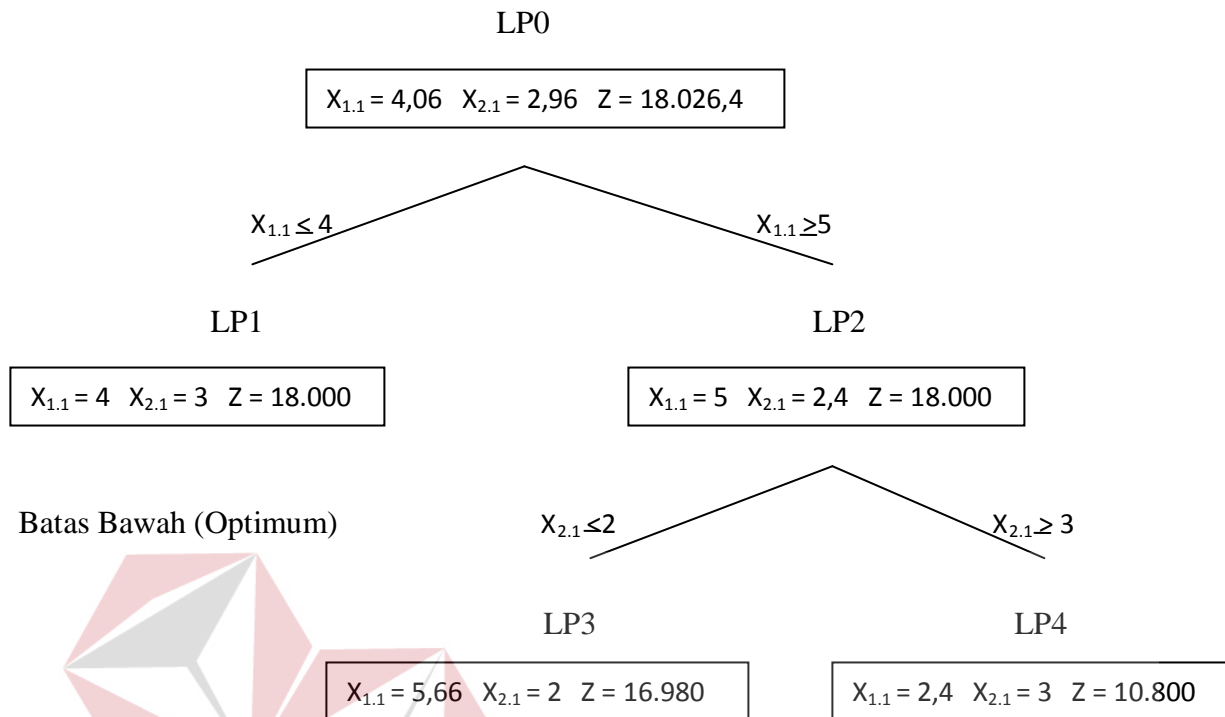 LP0
X1.1 = 4,06 X2.1 = 2,96 Z = 18.026,4
X1.1 ≤ 4 X1.1 ≥5
LP1 LP2
X1.1 = 4 X2.1 = 3 Z = 18.000 X1.1 = 5 X2.1 = 2,4 Z = 18.000
Batas Bawah (Optimum) X2.1 ≤2 X2.1 ≥ 3
LP3 LP4
X1.1 = 5,66 X2.1 = 2 Z = 16.980 X1.1 = 2,4 X2.1 = 3 Z = 10.800